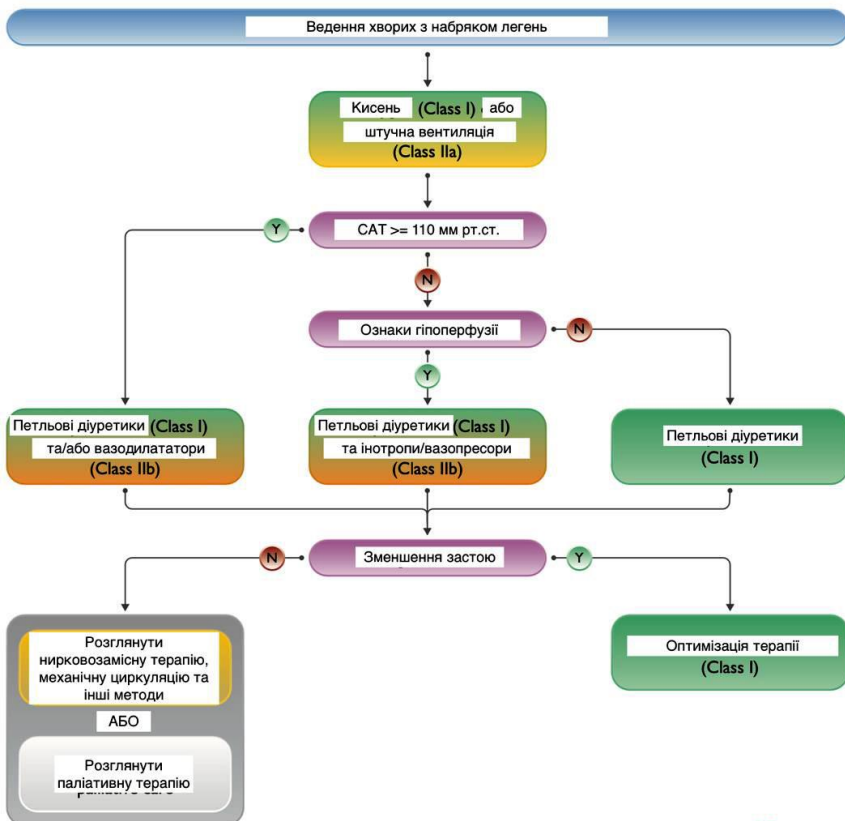 Ведення хворих з набряком легень
Кисень (Class I) або
штучна вентиляція
(Class IIa)
Y
САТ >= 110 мм рт.ст.
N
Ознаки гіпоперфузії
N
Y
Петльові діуретики (Class I)
та/або вазодилататори
(Class IIb)
Петльові діуретики (Class I)
та інотропи/вазопресори
(Class IIb)
Петльові діуретики
(Class I)
N
Зменшення застою
Y
Розглянути
нирковозамісну терапію,
механічну циркуляцію та
інші методи
АБО
Розглянути
паліативну терапію
Оптимізація терапії
(Class I)